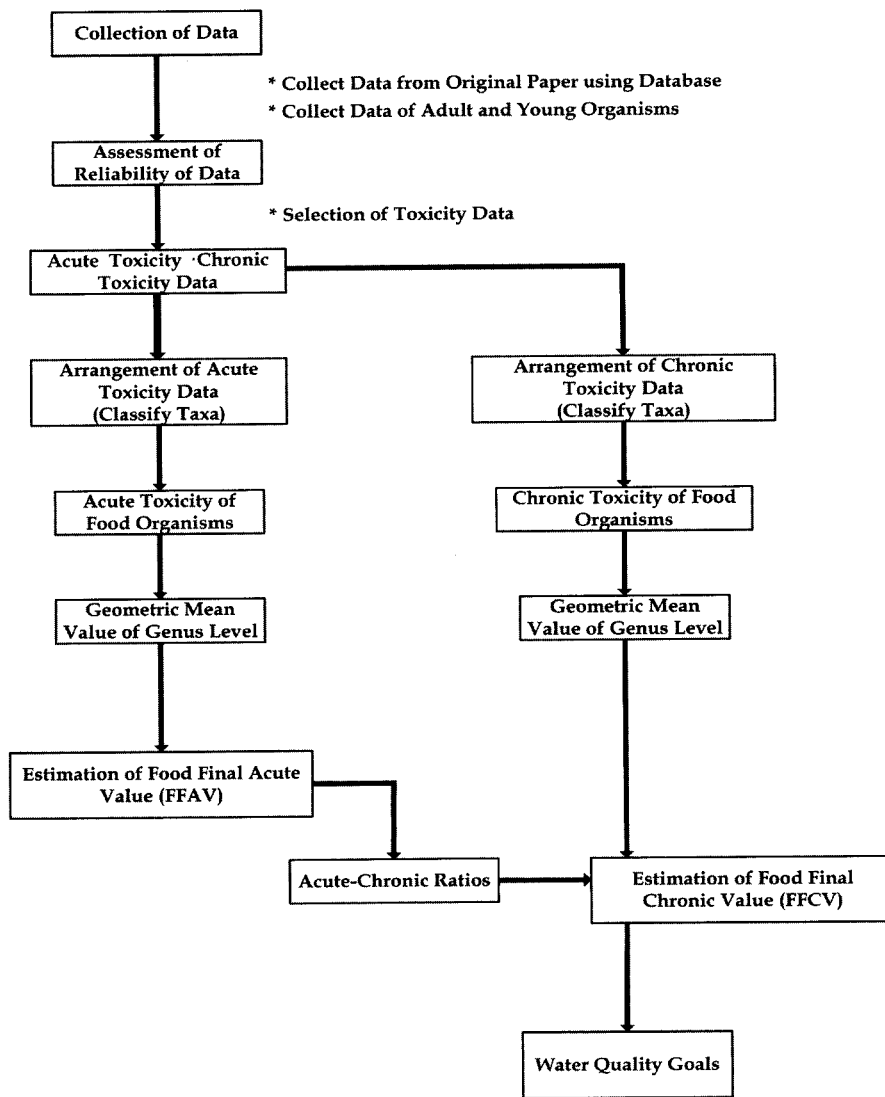 Collection of Data
* Collect Data from Original Paper using Database
* Collect Data of Adult and Young Organisms
Assessment of
Reliability of Data
* Selection of Toxicity Data
Acute Toxicity ·Chronic
Toxicity Data
Arrangement of Acute
Toxicity Data
(Classify Taxa)
Arrangement of Chronic
Toxicity Data
(Classify Taxa)
Acute Toxicity of
Food Organisms
Chronic Toxicity of Food
Organisms
Geometric Mean
Value of Genus Level
Geometric Mean
Value of Genus Level
Estimation of Food Final Acute
Value (FFAV)
Acute-Chronic Ratios
Estimation of Food Final
Chronic Value (FFCV)
Water Quality Goals